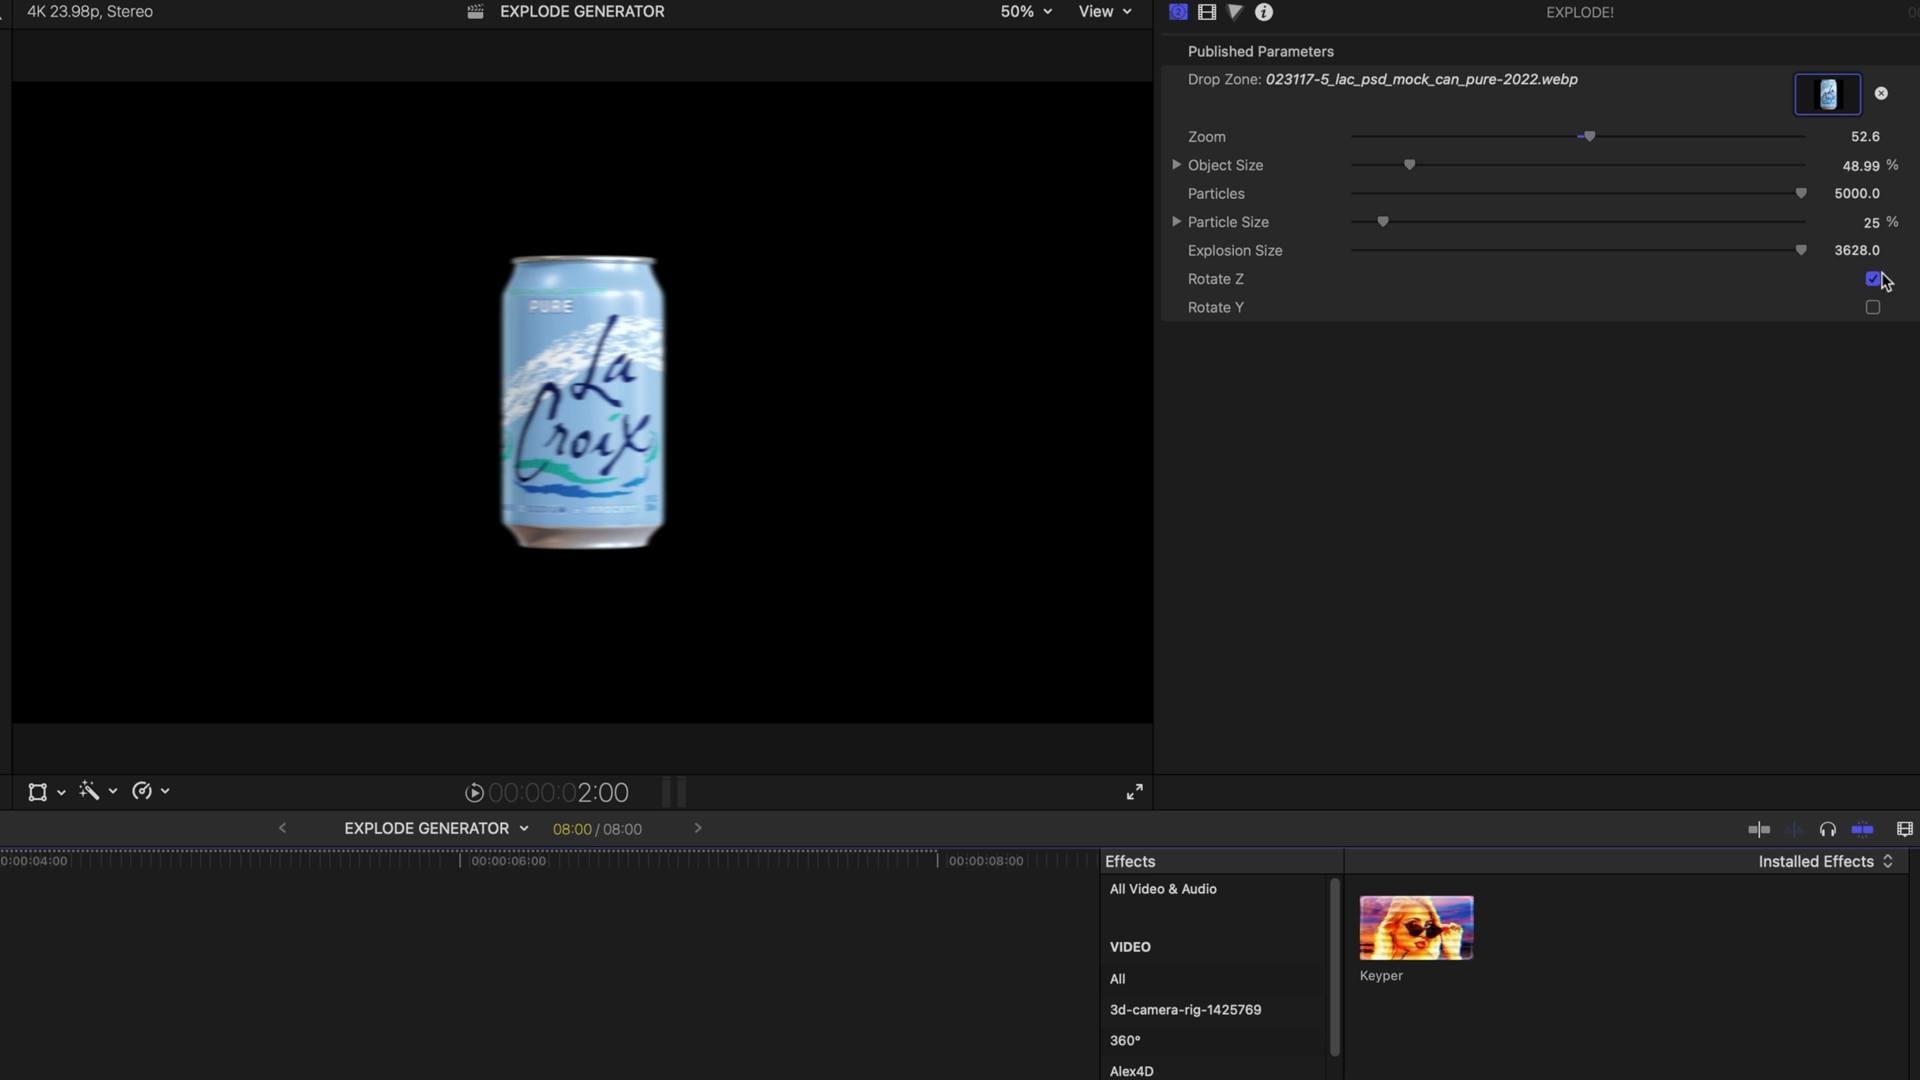 4K 23.98p, Stereo
EXPLODE GENERATOR
50%
View
EXPLODE!
Published Parameters
Drop Zone: 023117-5_lac_psd_mock_can_pure-2022.webp
Zoom
52.6
Object Size
48.99 %
Particles
5000.0
Particle Size
25 %
Explosion Size
3628.0
Rotate Z
Rotate Y
PURE
La
Croix
00:00:02:00
EXPLODE GENERATOR
08:00 / 08:00
0:00:04:00
00:00:06:00
00:00:08:00
Effects
Installed Effects
All Video & Audio
VIDEO
All
3d-camera-rig-1425769
360°
Alex4D
Keyper